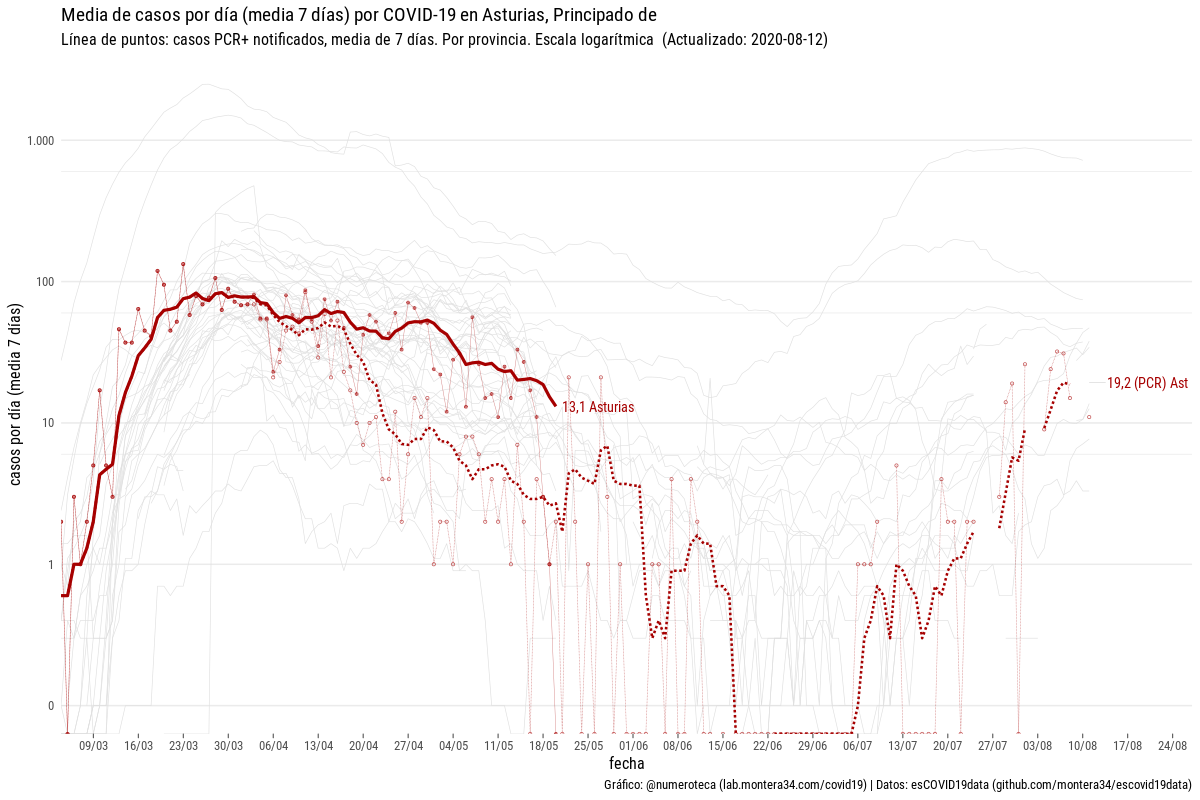 Media de casos por día (media 7 días) por COVID-19 en Asturias, Principado de
Línea de puntos: casos PCR+ notificados, media de 7 días. Por provincia. Escala logarítmica (Actualizado: 2020-08-12)
casos por día (media 7 días)
1.000
100
10
1
0
13,1 Asturias
19,2 (PCR) Ast
09/03 16/03 23/03 30/03 06/04 13/04 20/04 27/04 04/05 11/05 18/05 25/05 01/06 08/06 15/06 22/06 29/06 06/07 13/07 20/07 27/07 03/08 10/08 17/08 24/08
fecha
Gráfico: @numeroteca (lab.montera34.com/covid19) | Datos: esCOVID19data (github.com/montera34/escovid19data)